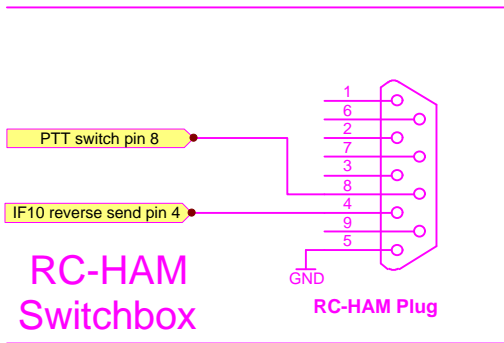 1
6
2
PTT switch pin 8
7
3
8
IF10 reverse send pin 4
4
9
5
GND
RC-HAM
Switchbox
RC-HAM Plug